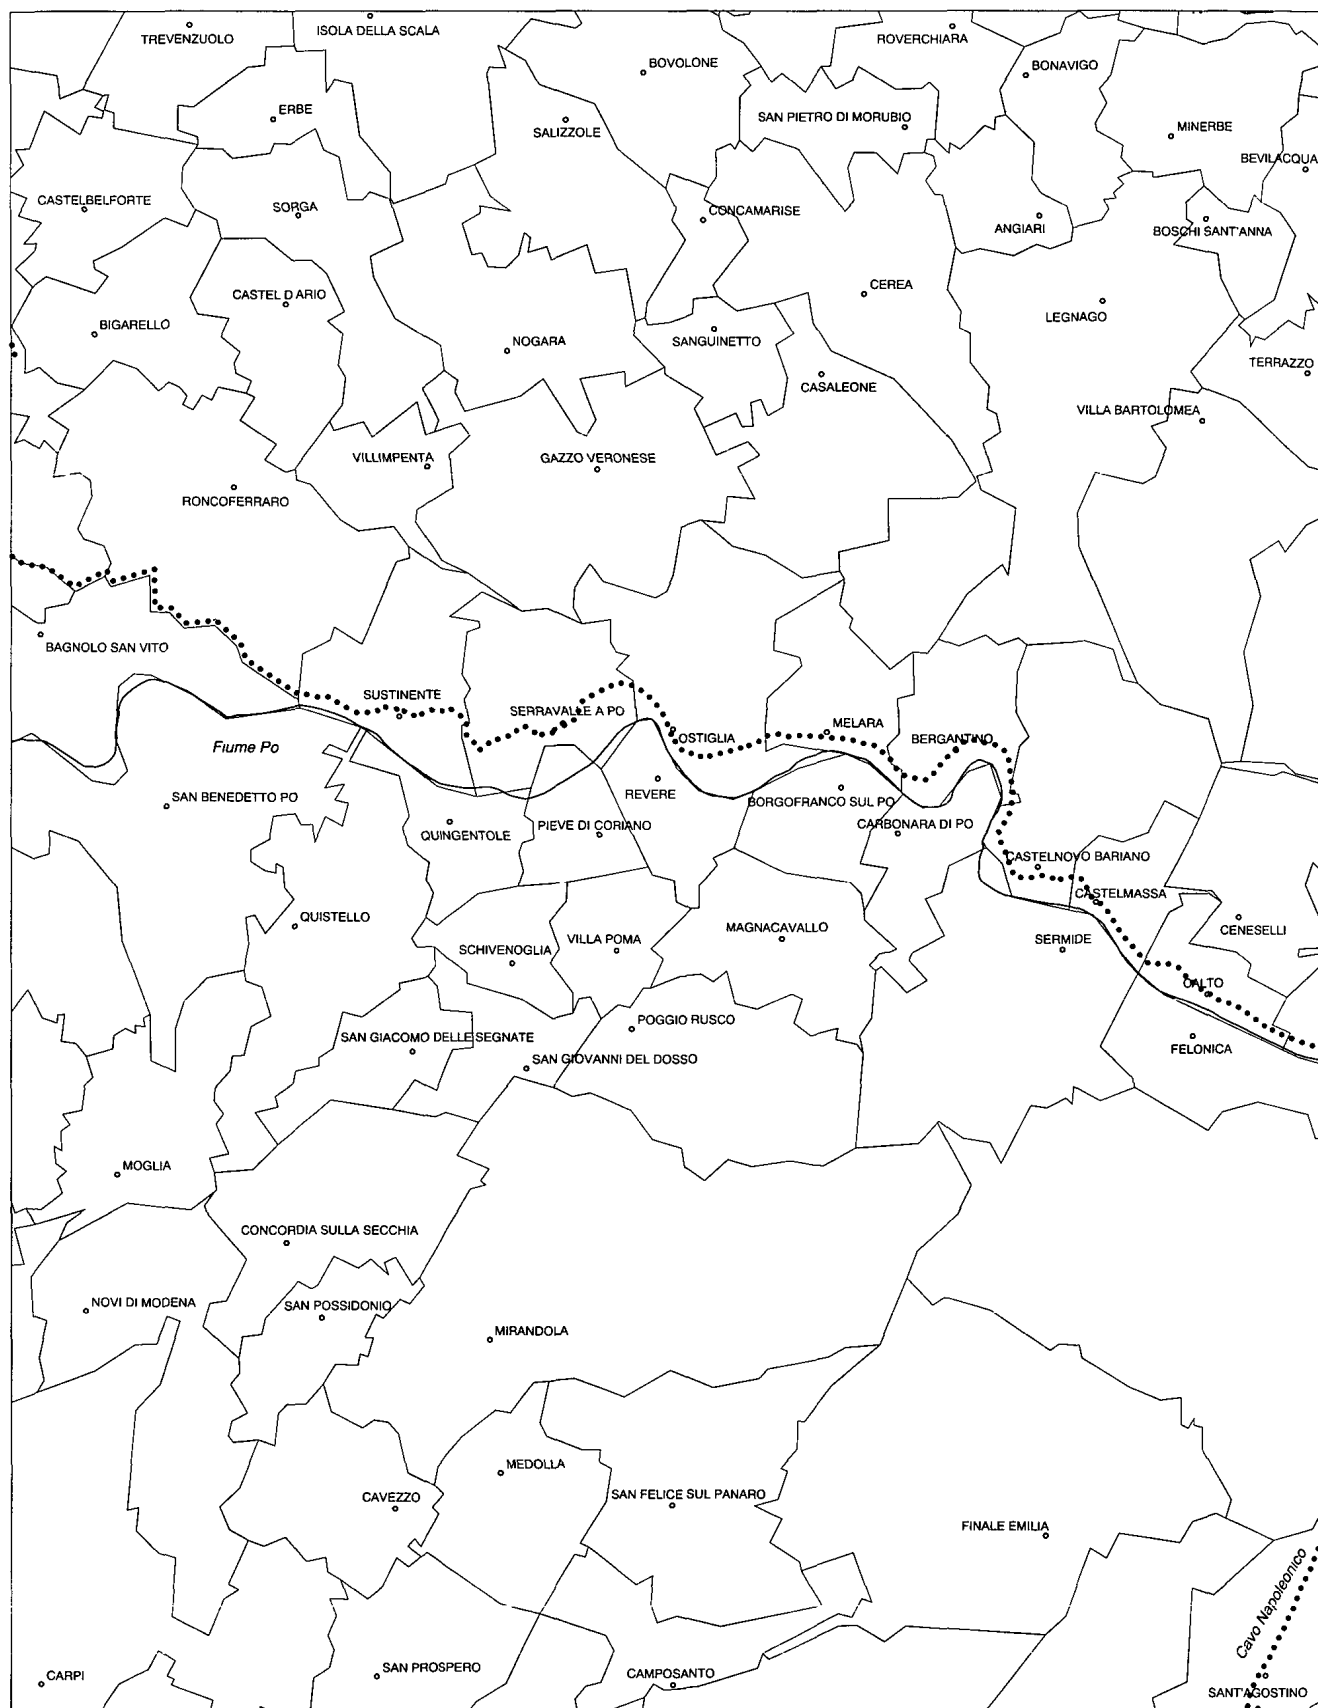 ISOLA DELLA SCALA
TREVENZUOLO
ROVERCHIARA
BOVOLONE
BONAVIGO
ERBE
SALIZZOLE
SAN PIETRO DI MORUBIO
MINERBE
BEVILACQUA
CASTELBELFORTE
SORGA
CONCAMARISE
ANGIARI
BOSCHI SANT'ANNA
CASTEL D ARIO
CEREA
LEGNAGO
BIGARELLO
NOGARA
SANGUINETTO
TERRAZZO
CASALEONE
VILLA BARTOLOMEA
VILLIMPENTA
GAZZO VERONESE
RONCOFERRARO
BAGNOLO SAN VITO
SUSTINENTE
SERRAVALLE A PO
MELARA
OSTIGLIA
BERGANTINO
Fiume Po
REVERE
BORGOFRANCO SUL PO
SAN BENEDETTO PO
QUINGENTOLE
PIEVE DI CORIANO
CARBONARA DI PO
CASTELNOVO BARIANO
CASTELMASSA
QUISTELLO
MAGNACAVALLO
CENESELLI
SCHIVENOGLIA
VILLA POMA
SERMIDE
CALTO
POGGIO RUSCO
SAN GIACOMO DELLE SEGNATE
FELONICA
SAN GIOVANNI DEL DOSSO
MOGLIA
CONCORDIA SULLA SECCHIA
NOVI DI MODENA
SAN POSSIDONIO
MIRANDOLA
MEDOLLA
CAVEZZO
SAN FELICE SUL PANARO
FINALE EMILIA
Cavo Napoleonico
CARPI
SAN PROSPERO
CAMPOSANTO
SANT'AGOSTINO